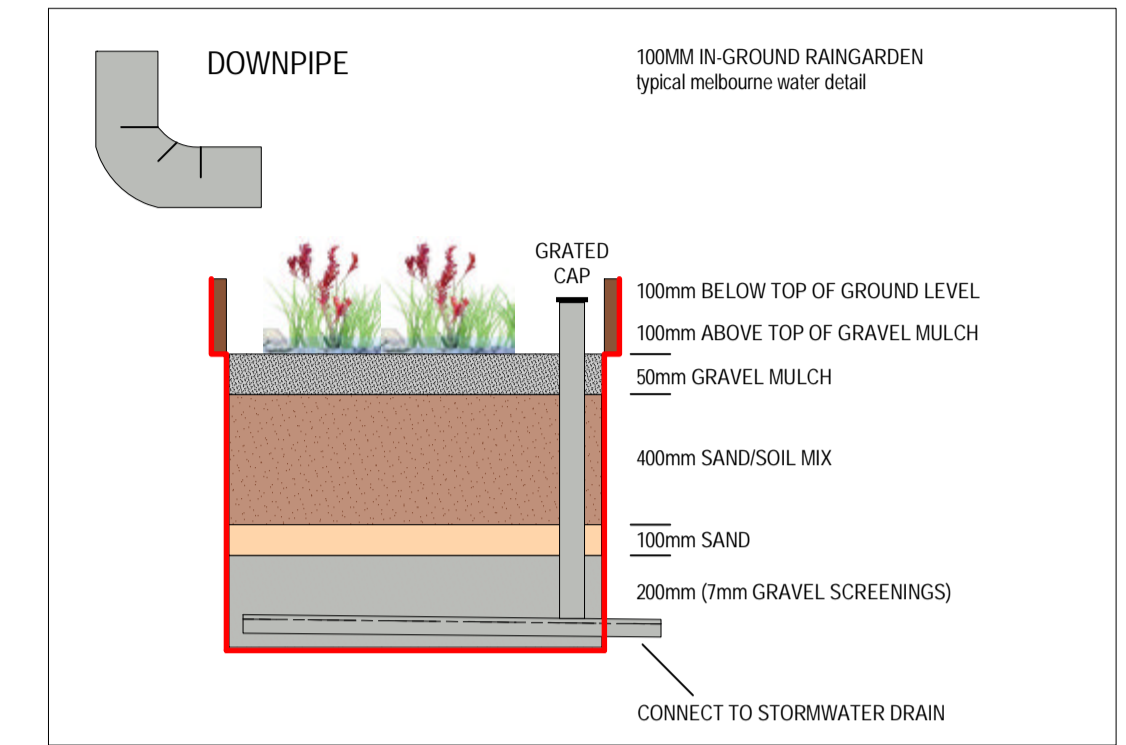 DOWNPIPE
100MM IN-GROUND RAINGARDEN
typical melbourne water detail
GRATED
CAP
100mm BELOW TOP OF GROUND LEVEL
100mm ABOVE TOP OF GRAVEL MULCH
50mm GRAVEL MULCH
400mm SAND/SOIL MIX
100mm SAND
200mm (7mm GRAVEL SCREENINGS)
CONNECT TO STORMWATER DRAIN